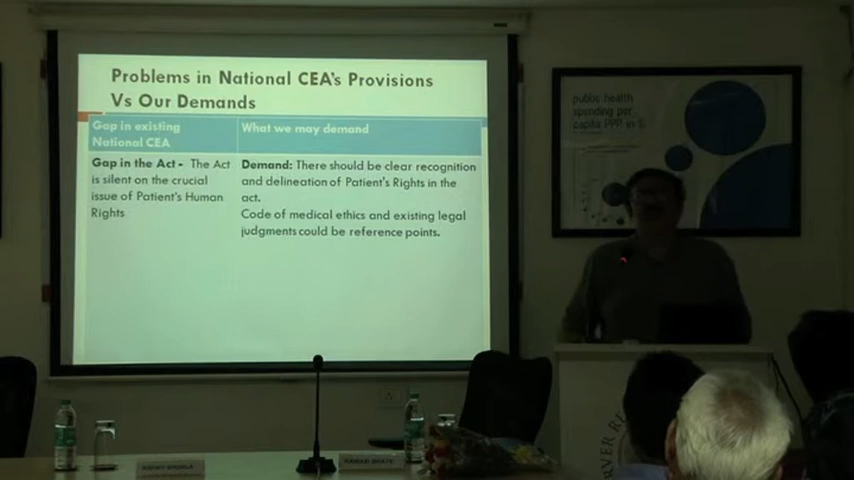 Problems in National CEA's Provisions
Vs Our Demands
Gap in existing
National CEA
What we may demand
Gap in the Act - The Act
is silent on the crucial
issue of Patient's Human
Rights
Demand: There should be clear recognition
and delineation of Patient's Rights in the
act.
Code of medical ethics and existing legal
judgments could be reference points.
public health
spending per
capita PPP, in $